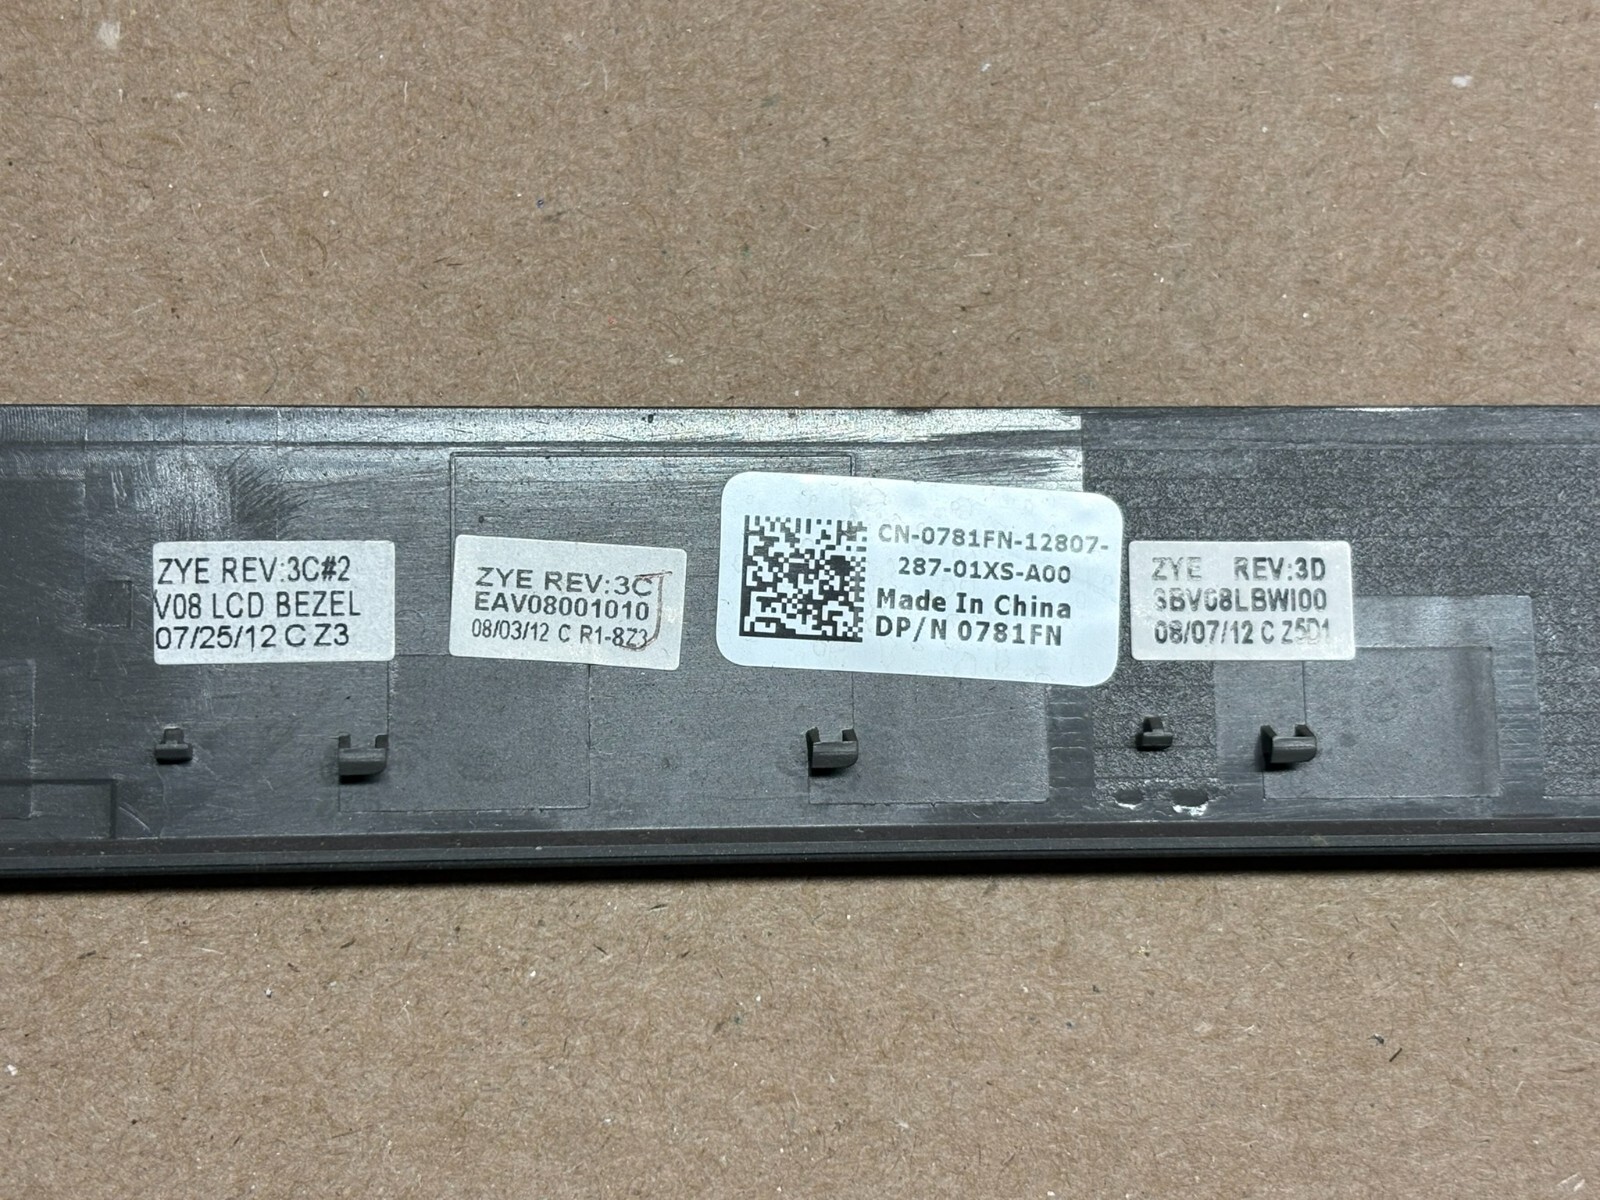 ZYE REV:3C#2
V08 LCD BEZEL
07/25/12 C Z3
ZYE REV:3C
EAV08001010
08/03/12 C R1-8Z3
CN-0781FN-12807-
287-01XS-A00
Made In China
DP/N 0781FN
ZYE REV:3D
3BV08LBWI00
08/07/12 C Z5D1